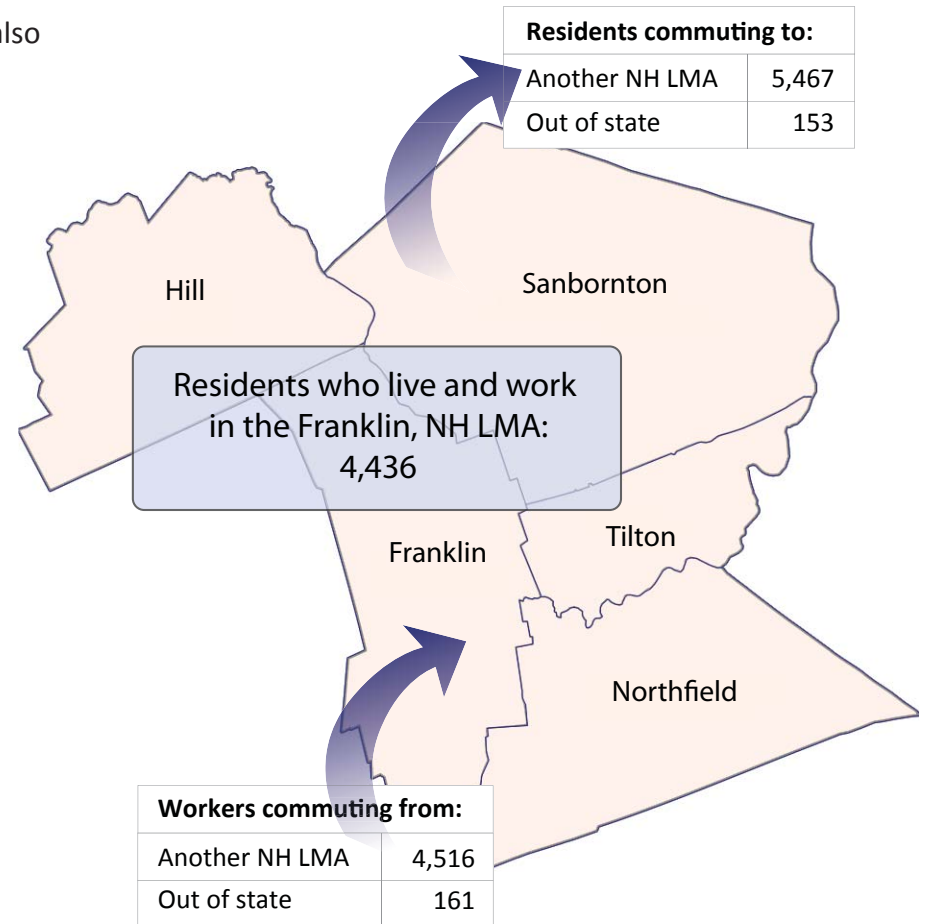 also
Residents commuting to:
Another NH LMA 5,467
Out of state 153
Hill
Sanbornton
Residents who live and work
in the Franklin, NH LMA:
4,436
Franklin
Tilton
Northfield
Workers commuting from:
Another NH LMA 4,516
Out of state 161